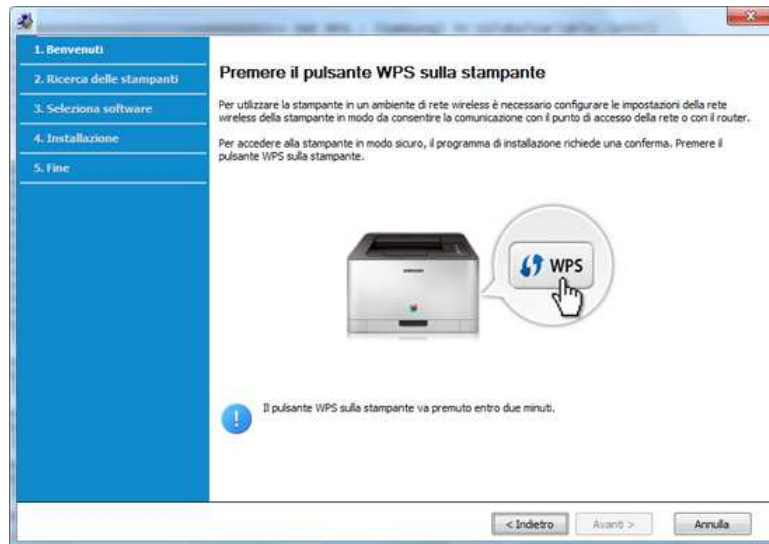 1. Benvenuti
2. Ricerca delle stampanti
3. Seleziona software
4. Installazione
5. Fine
Premere il pulsante WPS sulla stampante
Per utilizzare la stampante in un ambiente di rete wireless è necessario configurare le impostazioni della rete
wireless della stampante in modo da consentire la comunicazione con il punto di accesso della rete o con il router.
Per accedere alla stampante in modo sicuro, il programma di installazione richiede una conferma. Premere il
pulsante WPS sulla stampante.
WPS
Il pulsante WPS sulla stampante va premuto entro due minuti.
< Indietro
Avanti >
Annulla